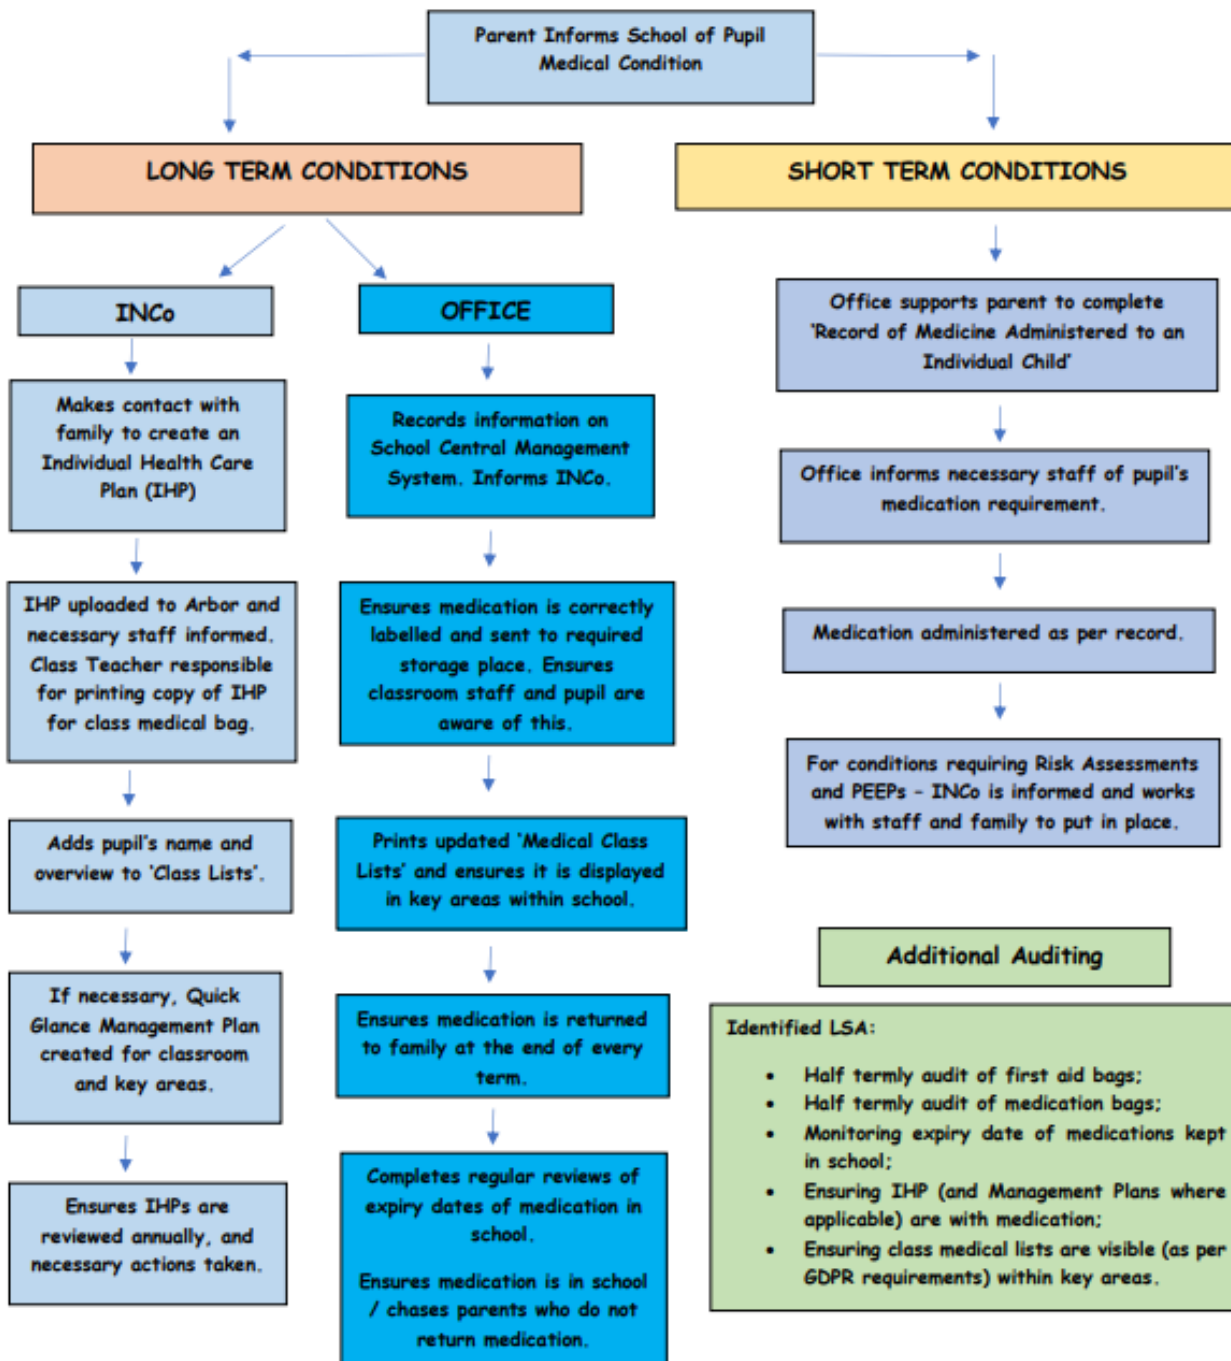 Parent Informs School of Pupil
Medical Condition
LONG TERM CONDITIONS
SHORT TERM CONDITIONS
INCo
Makes contact with
family to create an
Individual Health Care
Plan (IHP)
IHP uploaded to Arbor and
necessary staff informed.
Class Teacher responsible
for printing copy of IHP
for class medical bag.
Adds pupil's name and
overview to 'Class Lists'.
If necessary, Quick
Glance Management Plan
created for classroom
and key areas.
Ensures IHPs are
reviewed annually, and
necessary actions taken.
OFFICE
Records information on
School Central Management
System. Informs INCo.
Ensures medication is correctly
labelled and sent to required
storage place. Ensures
classroom staff and pupil are
aware of this.
Prints updated 'Medical Class
Lists' and ensures it is displayed
in key areas within school.
Ensures medication is returned
to family at the end of every
term.
Completes regular reviews of
expiry dates of medication in
school.
Ensures medication is in school
/ chases parents who do not
return medication.
Office supports parent to complete
'Record of Medicine Administered to an
Individual Child'
Office informs necessary staff of pupil's
medication requirement.
Medication administered as per record.
For conditions requiring Risk Assessments
and PEEPs – INCo is informed and works
with staff and family to put in place.
Additional Auditing
Identified LSA:
• Half termly audit of first aid bags;
• Half termly audit of medication bags;
• Monitoring expiry date of medications kept
in school;
• Ensuring IHP (and Management Plans where
applicable) are with medication;
• Ensuring class medical lists are visible (as per
GDPR requirements) within key areas.